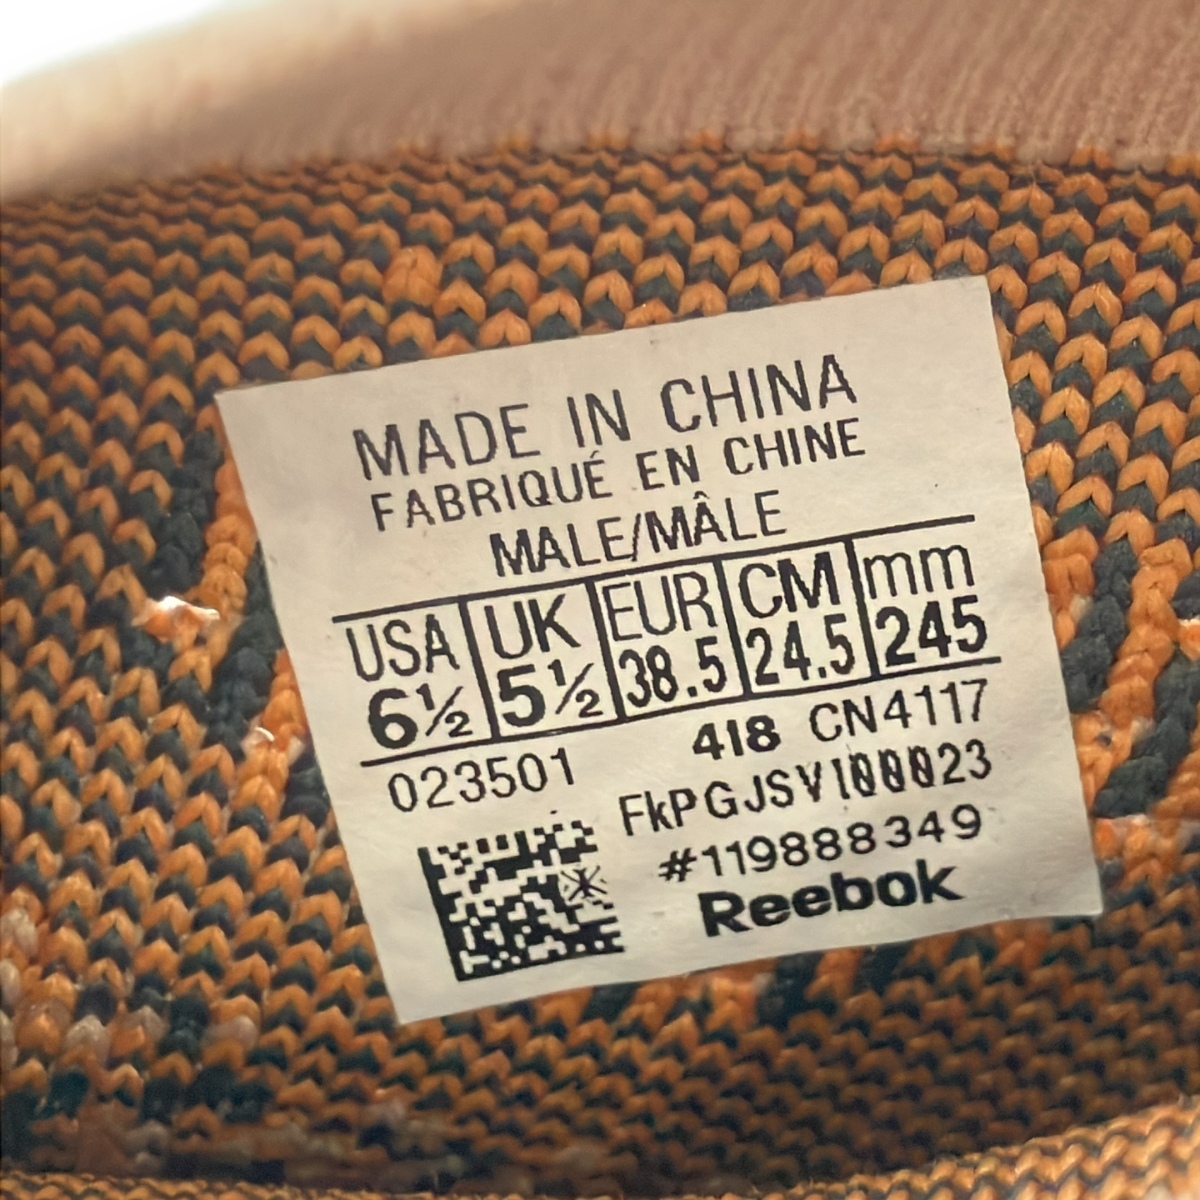 MADE IN CHINA
FABRIQUÉ EN CHINE
MALE/MÂLE
USA UK EUR CM mm
6½ 5½ 38.5 24.5 245
023501 418 CN4117
#119888349
Reebok